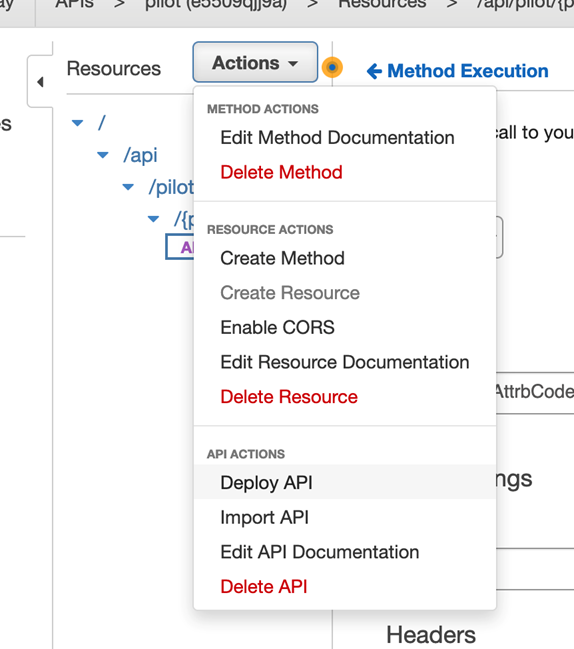 APIs > pilot (e5509qjj9a) > Resources > /api/pilot/{p
Resources
Actions
Method Execution
METHOD ACTIONS
Edit Method Documentation
call to you
Delete Method
/
/api
/pilot
/{p
RESOURCE ACTIONS
Create Method
Create Resource
Enable CORS
Edit Resource Documentation
Delete Resource
AttrbCode
API ACTIONS
Deploy API
ngs
Import API
Edit API Documentation
Delete API
Headers